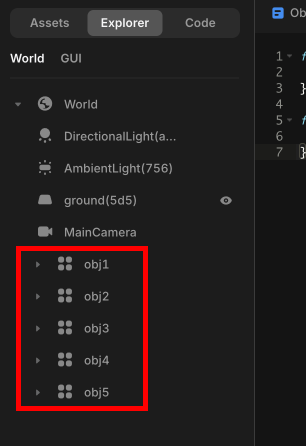 Assets Explorer Code
World GUI
World
DirectionalLight(a...
AmbientLight(756)
ground(5d5)
MainCamera
obj1
obj2
obj3
obj4
obj5
Ob
1 f
2
3 }
4
5 f
6
7 }